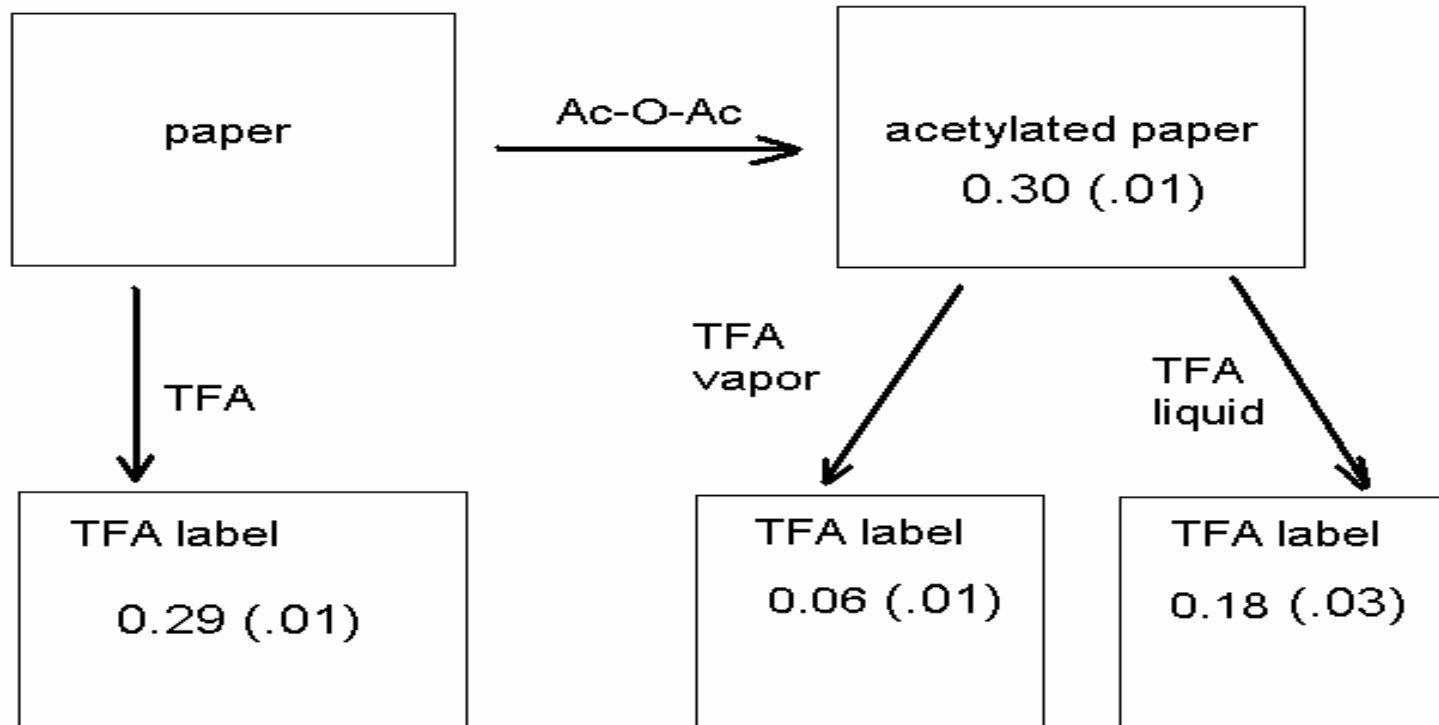 paper
Ac-O-Ac
acetylated paper
0.30 (.01)
TFA
TFA
vapor
TFA
liquid
TFA label
0.29 (.01)
TFA label
0.06 (.01)
TFA label
0.18 (.03)